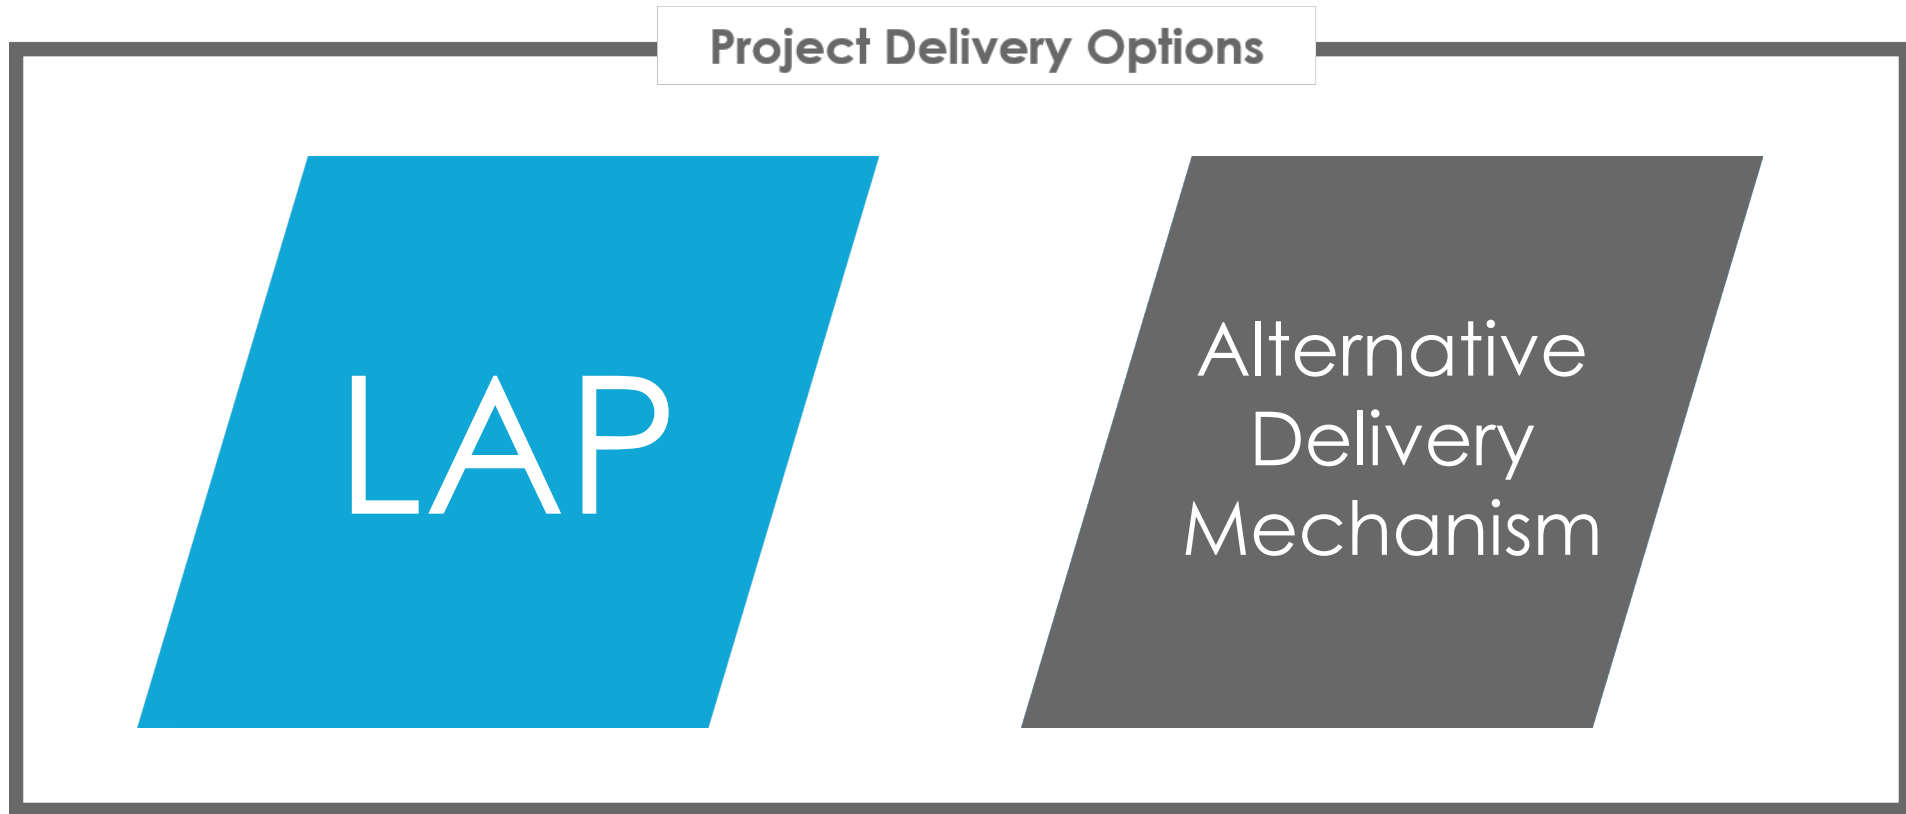 Project Delivery Options
LAP
Alternative
Delivery
Mechanism